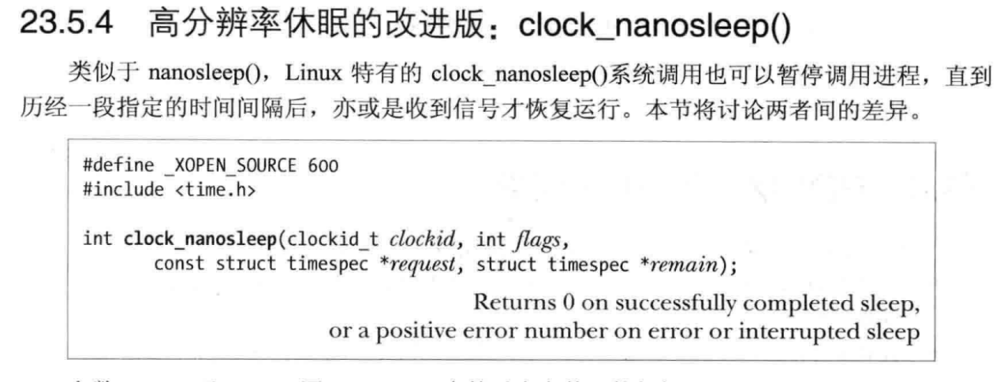 23.5.4 高分辨率休眠的改进版：clock_nanosleep()
类似于 nanosleep()，Linux 特有的 clock_nanosleep()系统调用也可以暂停调用进程，直到
历经一段指定的时间间隔后，亦或是收到信号才恢复运行。本节将讨论两者间的差异。
#define _XOPEN_SOURCE 600
#include <time.h>
int clock_nanosleep(clockid_t clockid, int flags,
const struct timespec *request, struct timespec *remain);
Returns 0 on successfully completed sleep,
or a positive error number on error or interrupted sleep